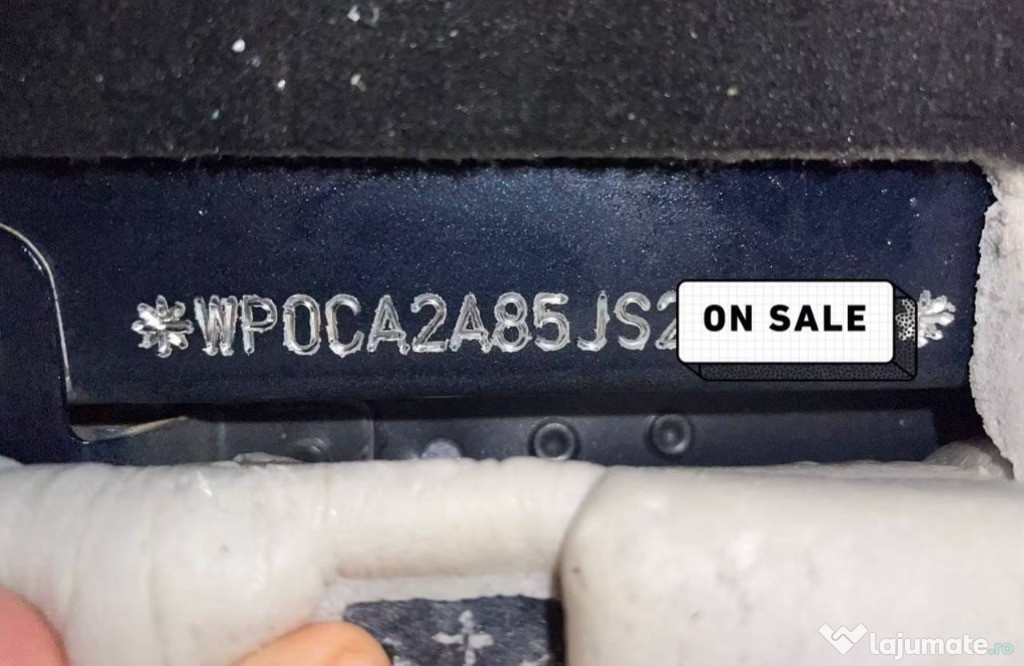 *WP0CA2A85JS2
ON SALE
*
lajumate.ro